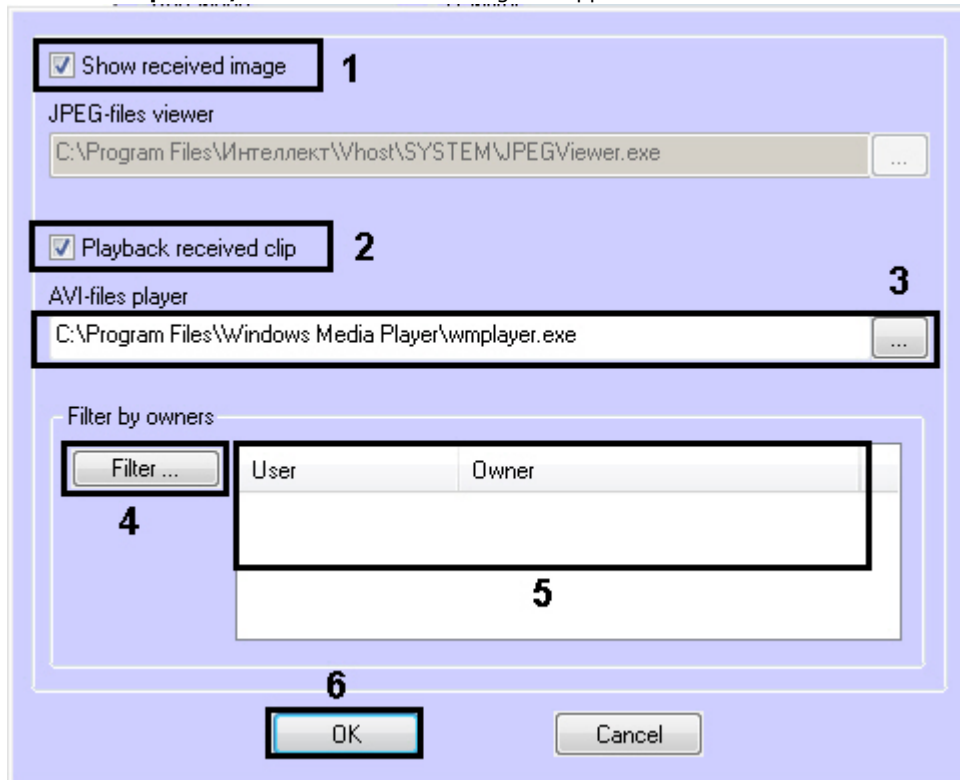 Show received image 1
JPEG-files viewer
C:\Program Files\Интеллект\Vhost\SYSTEM\JPEGViewer.exe ...
Playback received clip 2
3
AVI-files player
C:\Program Files\Windows Media Player\wmplayer.exe ...
Filter by owners
Filter ... User Owner
4
5
6
OK Cancel